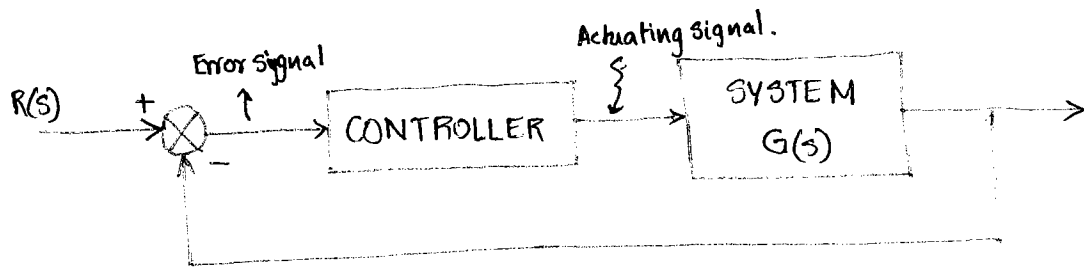 Actuating signal.
Error signal
R(S)
+
SYSTEM
CONTROLLER
G(s)
-